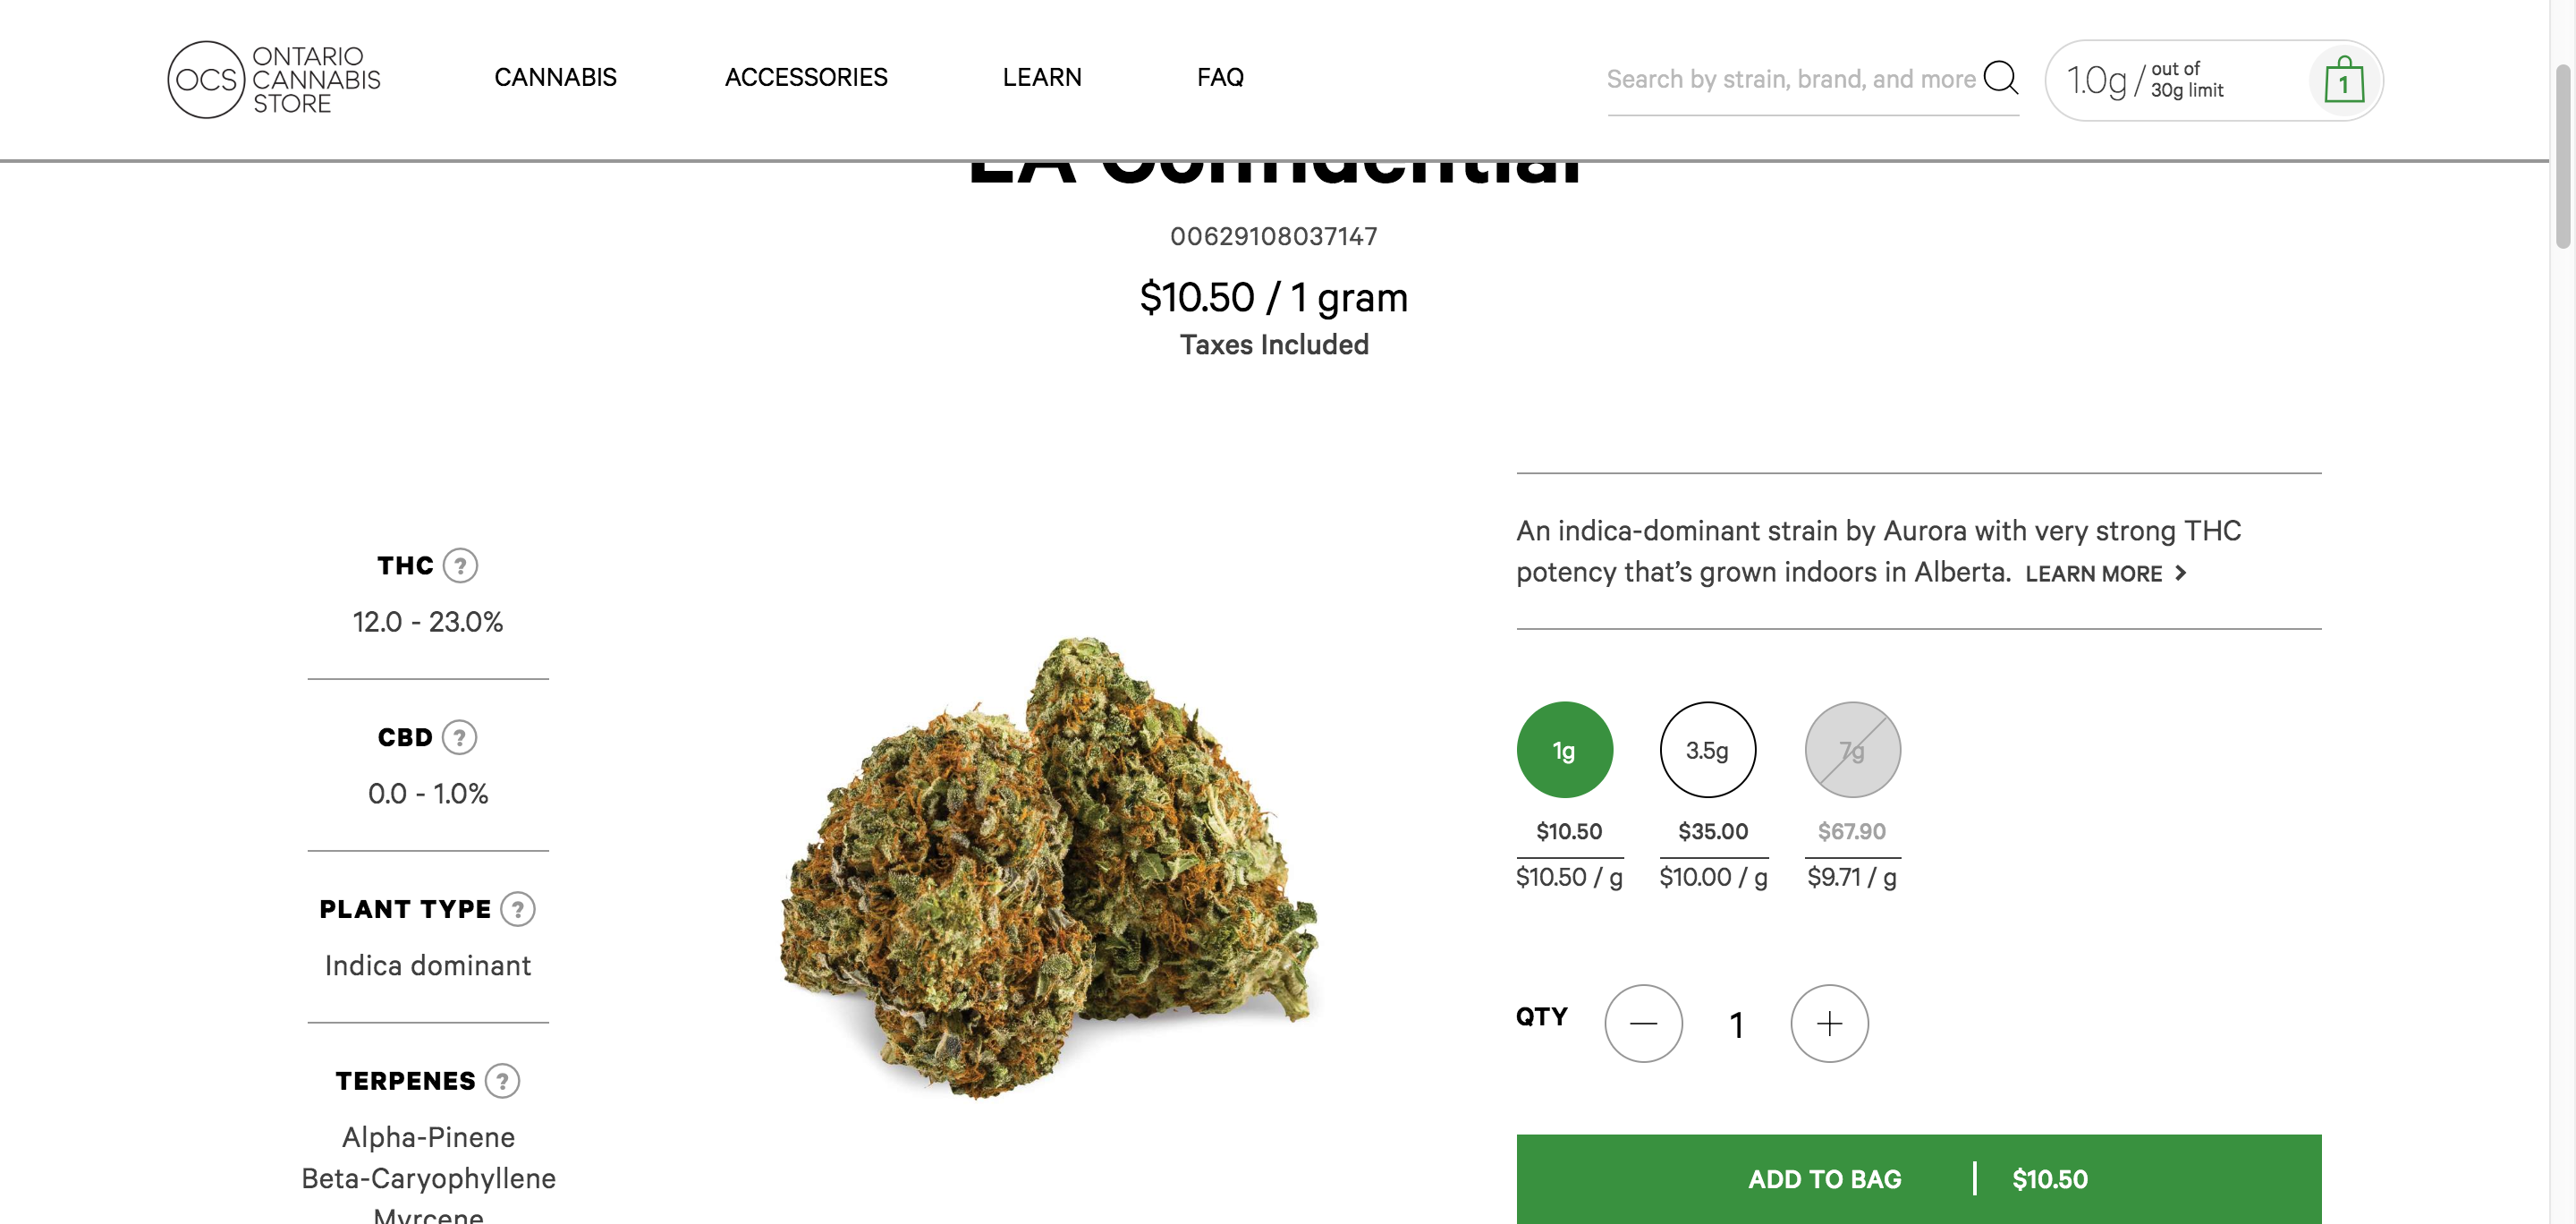 OCS
ONTARIO
CANNABIS
STORE
CANNABIS
ACCESSORIES
LEARN
FAQ
Search by strain, brand, and more
1.0g / out of
30g limit
1
LA Confidential
00629108037147
$10.50 / 1 gram
Taxes Included
THC ?
12.0 - 23.0%
CBD ?
0.0 - 1.0%
PLANT TYPE ?
Indica dominant
TERPENES ?
Alpha-Pinene
Beta-Caryophyllene
Myrcene
An indica-dominant strain by Aurora with very strong THC
potency that’s grown indoors in Alberta. LEARN MORE >
1g 3.5g 7g
$10.50 $35.00 $67.90
$10.50 / g $10.00 / g $9.71 / g
QTY — 1 +
ADD TO BAG | $10.50